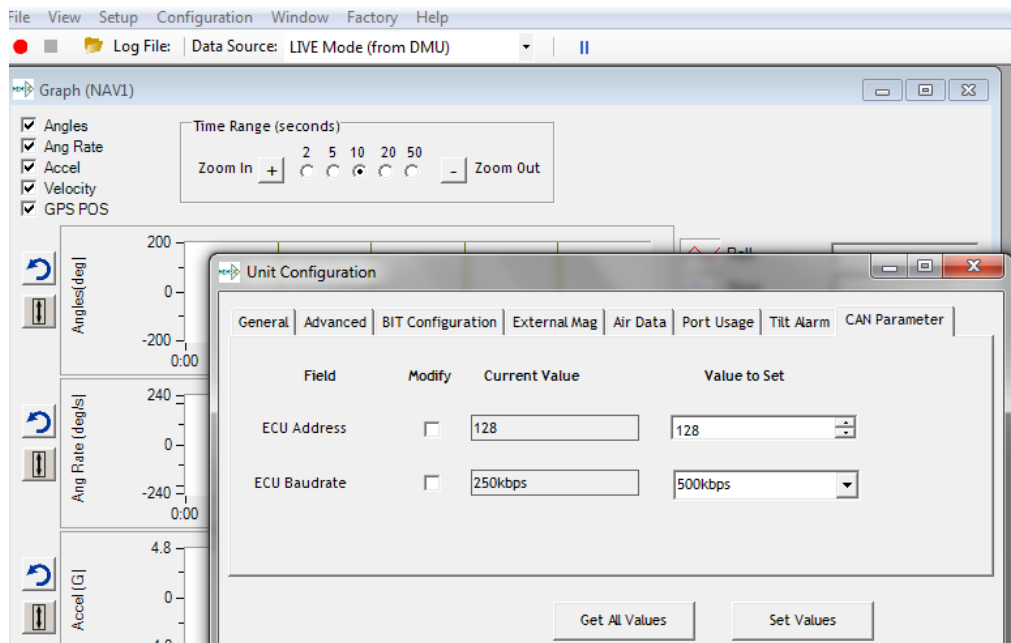 File View Setup Configuration Window Factory Help
Log File: Data Source: LIVE Mode (from DMU)
Graph (NAV1)
Angles
Ang Rate
Accel
Velocity
GPS POS
Time Range (seconds)
2 5 10 20 50
Zoom In + - Zoom Out
Angles[deg]
200
0
-200
0:00
Ang Rate (deg/s)
240
0
-240
0:00
Accel (G)
4.8
0
Unit Configuration
General Advanced BIT Configuration External Mag Air Data Port Usage Tilt Alarm CAN Parameter
Field Modify Current Value Value to Set
ECU Address 128 128
ECU Baudrate 250kbps 500kbps
Get All Values Set Values